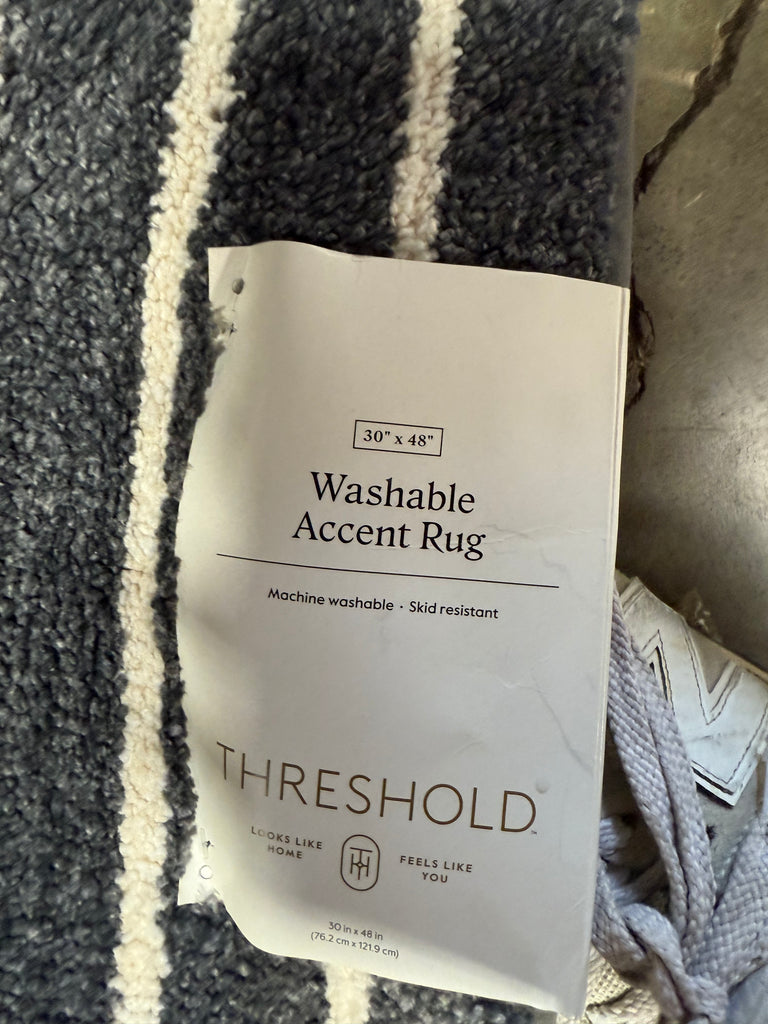 30" x 48"
Washable
Accent Rug
Machine washable · Skid resistant
THRESHOLD™
LOOKS LIKE
HOME
FEELS LIKE
YOU
30 in x 48 in
(76.2 cm x 121.9 cm)